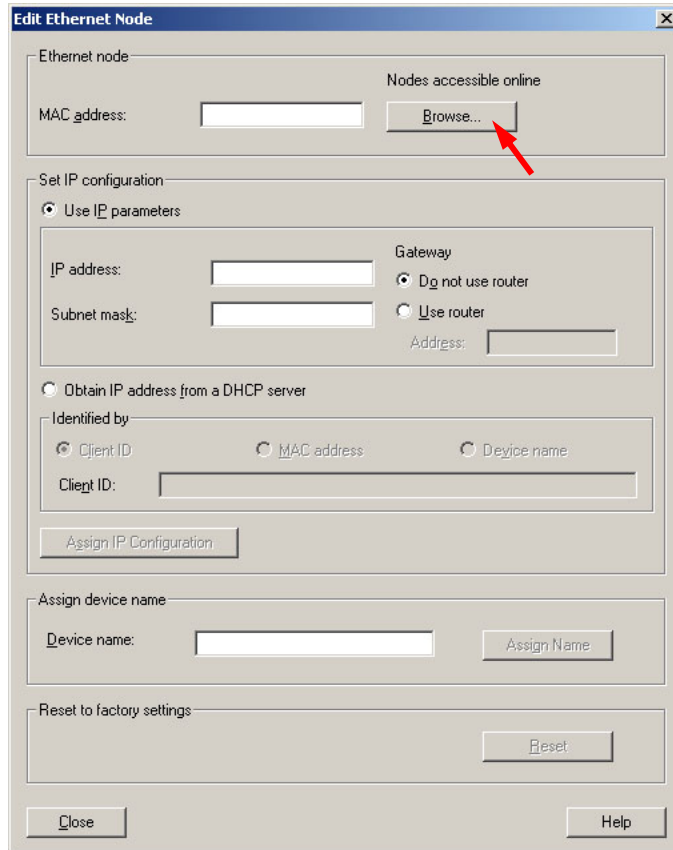 Edit Ethernet Node
Ethernet node
Nodes accessible online
MAC address:
Browse...
Set IP configuration
Use IP parameters
IP address:
Gateway
Do not use router
Subnet mask:
Use router
Address:
Obtain IP address from a DHCP server
Identified by
Client ID
MAC address
Device name
Client ID:
Assign IP Configuration
Assign device name
Device name:
Assign Name
Reset to factory settings
Reset
Close
Help